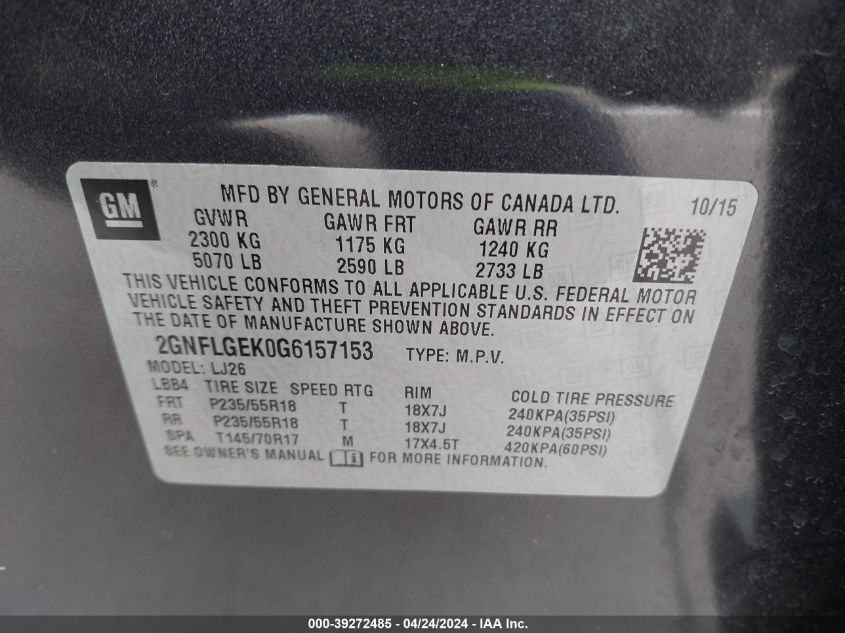 GM ® MFD BY GENERAL MOTORS OF CANADA LTD. 10/15
GVWR GAWR FRT GAWR RR
2300 KG 1175 KG 1240 KG
5070 LB 2590 LB 2733 LB
THIS VEHICLE CONFORMS TO ALL APPLICABLE U.S. FEDERAL MOTOR
VEHICLE SAFETY AND THEFT PREVENTION STANDARDS IN EFFECT ON
THE DATE OF MANUFACTURE SHOWN ABOVE.
2GNFLGEK0G6157153 TYPE: M.P.V.
MODEL: LJ26
LBB4 TIRE SIZE SPEED RTG RIM COLD TIRE PRESSURE
FRT P235/55R18 T 18X7J 240KPA(35PSI)
RR P235/55R18 T 18X7J 240KPA(35PSI)
SPA T145/70R17 M 17X4.5T 420KPA(60PSI)
SEE OWNER'S MANUAL FOR MORE INFORMATION.
000-39272485 - 04/24/2024 - IAA Inc.